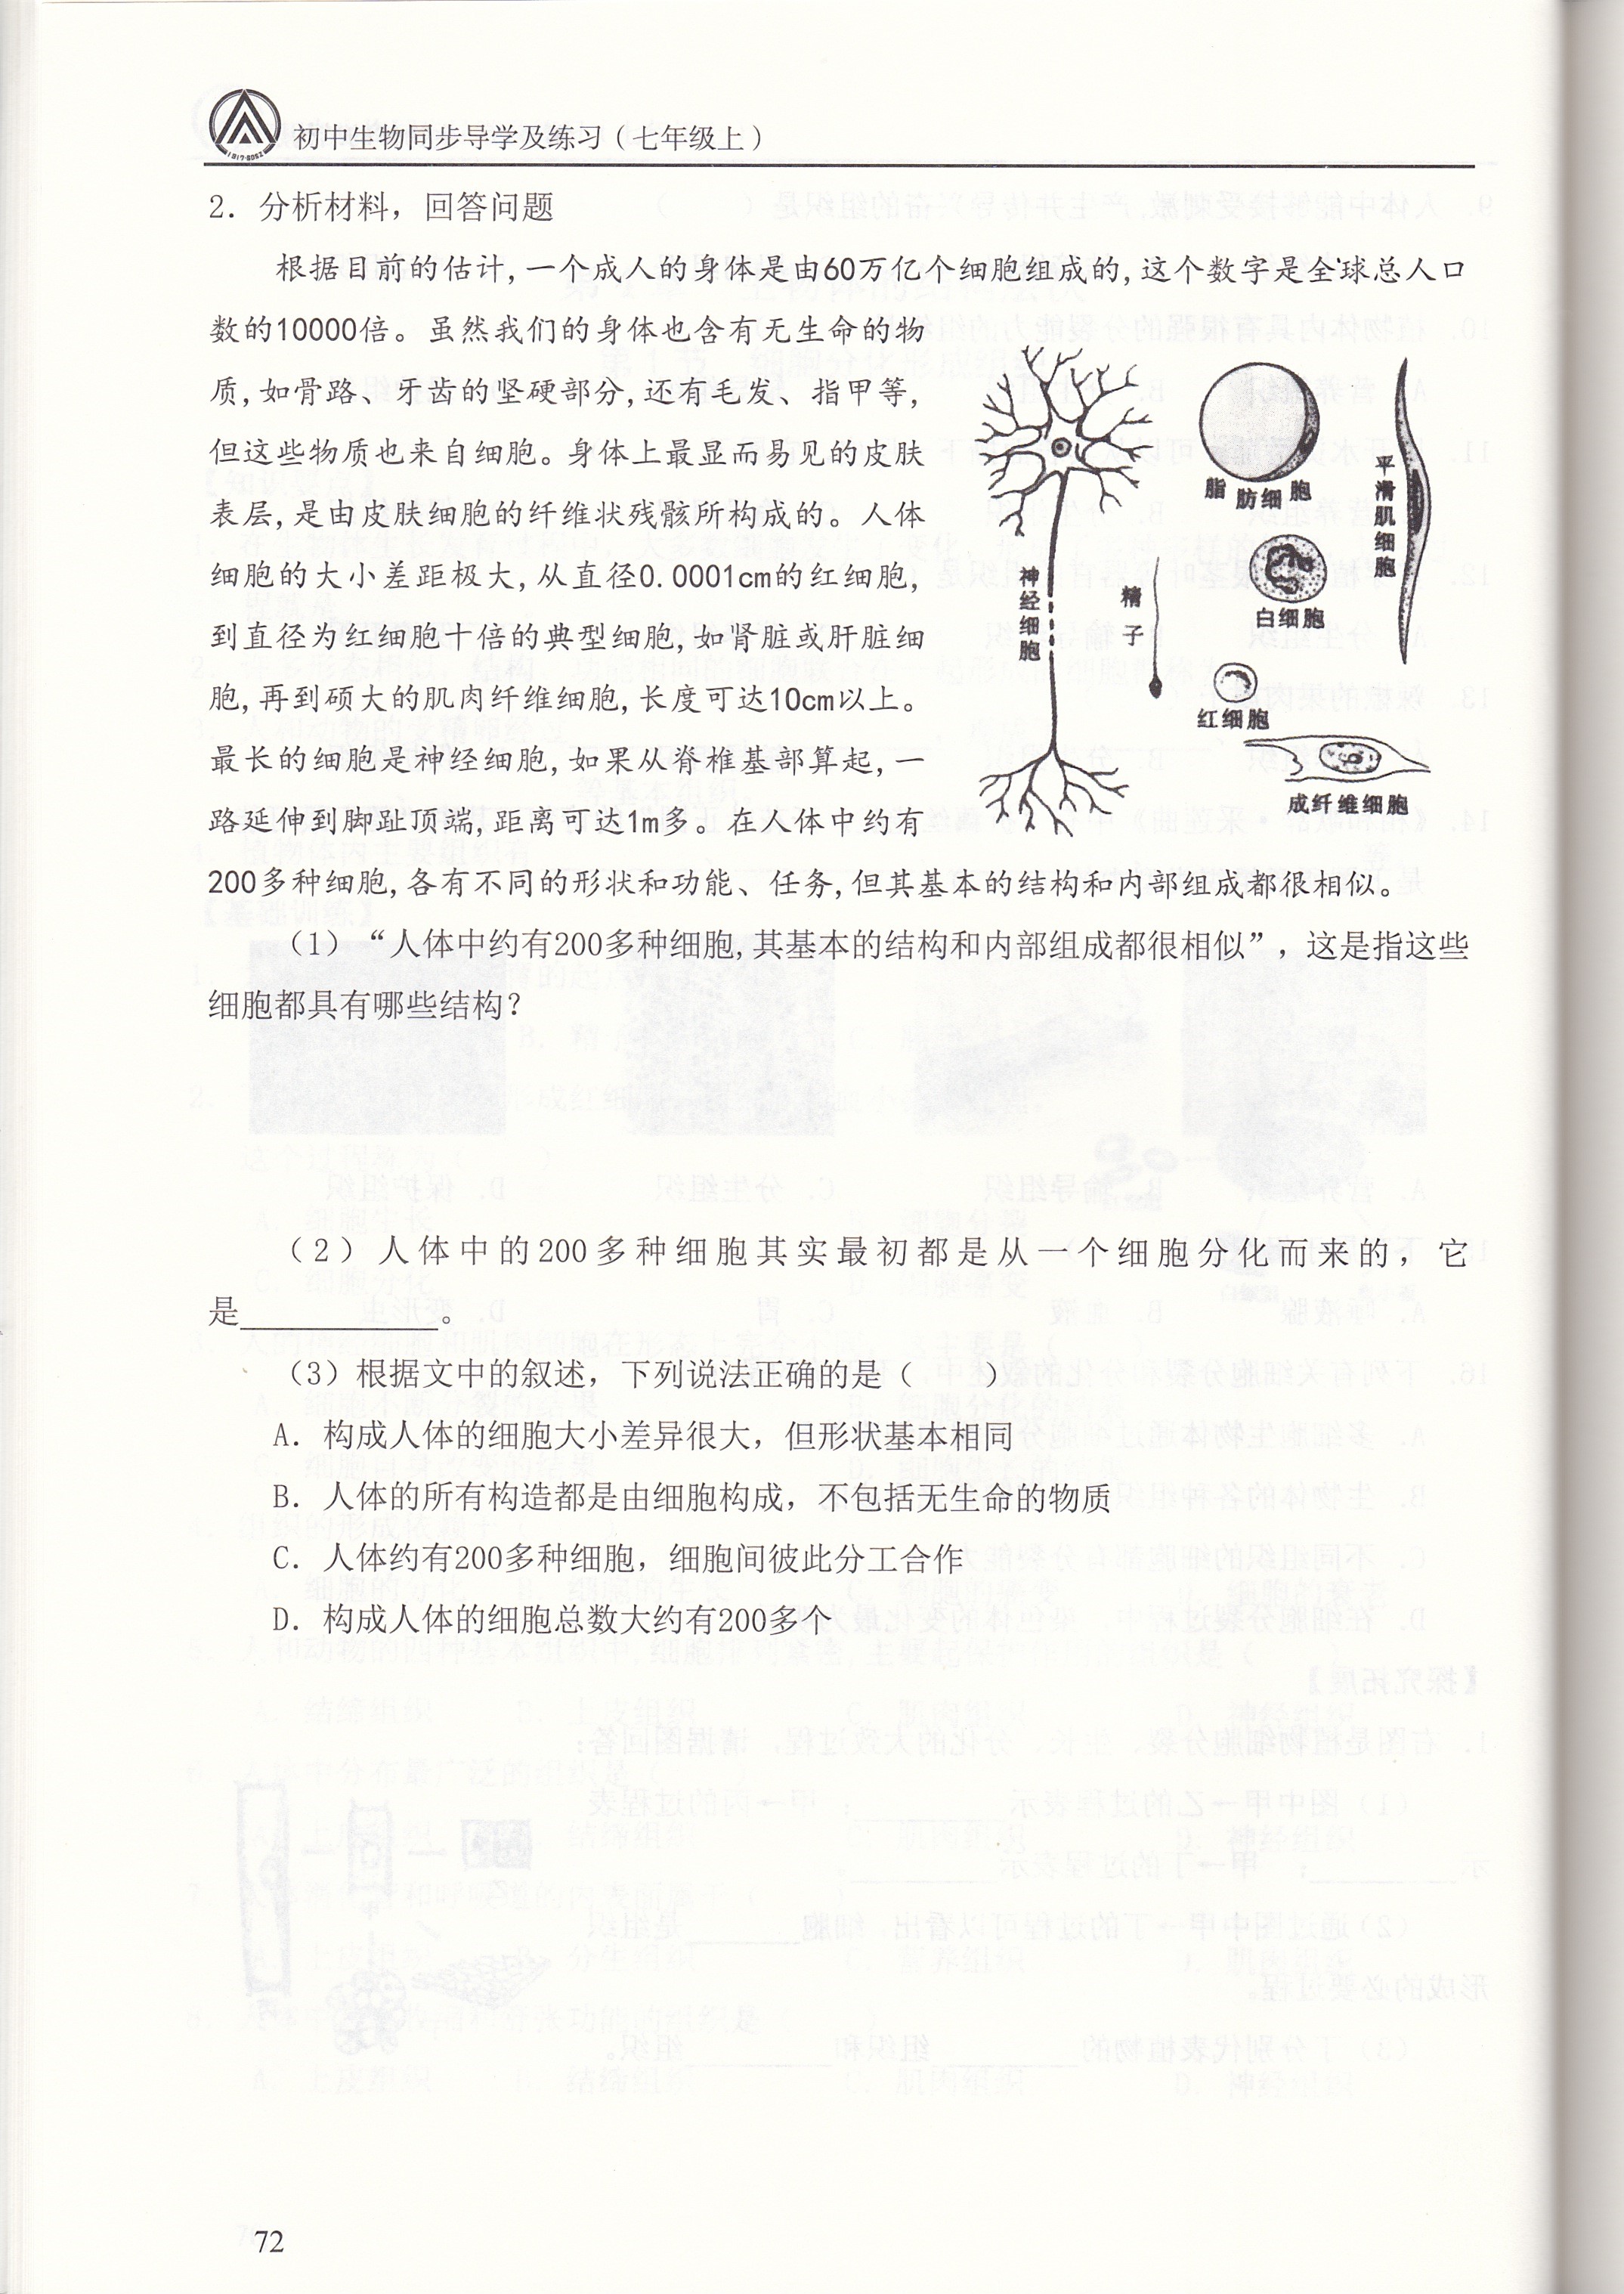 初中生物同步导学及练习（七年级上）
2. 分析材料，回答问题
根据目前的估计,一个成人的身体是由60万亿个细胞组成的,这个数字是全球总人口
数的10000倍。虽然我们的身体也含有无生命的物
质,如骨路、牙齿的坚硬部分,还有毛发、指甲等,
但这些物质也来自细胞。身体上最显而易见的皮肤
表层,是由皮肤细胞的纤维状残骸所构成的。人体
细胞的大小差距极大,从直径0.0001cm的红细胞,
到直径为红细胞十倍的典型细胞,如肾脏或肝脏细
胞,再到硕大的肌肉纤维细胞,长度可达10cm以上。
最长的细胞是神经细胞,如果从脊椎基部算起,一
路延伸到脚趾顶端,距离可达1m多。在人体中约有
200多种细胞,各有不同的形状和功能、任务,但其基本的结构和内部组成都很相似。
神经细胞
精子
脂肪细胞
白细胞
红细胞
平滑肌细胞
成纤维细胞
（1）“人体中约有200多种细胞,其基本的结构和内部组成都很相似”，这是指这些
细胞都具有哪些结构?
（2）人体中的200多种细胞其实最初都是从一个细胞分化而来的，它
是____________。
（3）根据文中的叙述，下列说法正确的是（　　）
A. 构成人体的细胞大小差异很大，但形状基本相同
B. 人体的所有构造都是由细胞构成，不包括无生命的物质
C. 人体约有200多种细胞，细胞间彼此分工合作
D. 构成人体的细胞总数大约有200多个
72